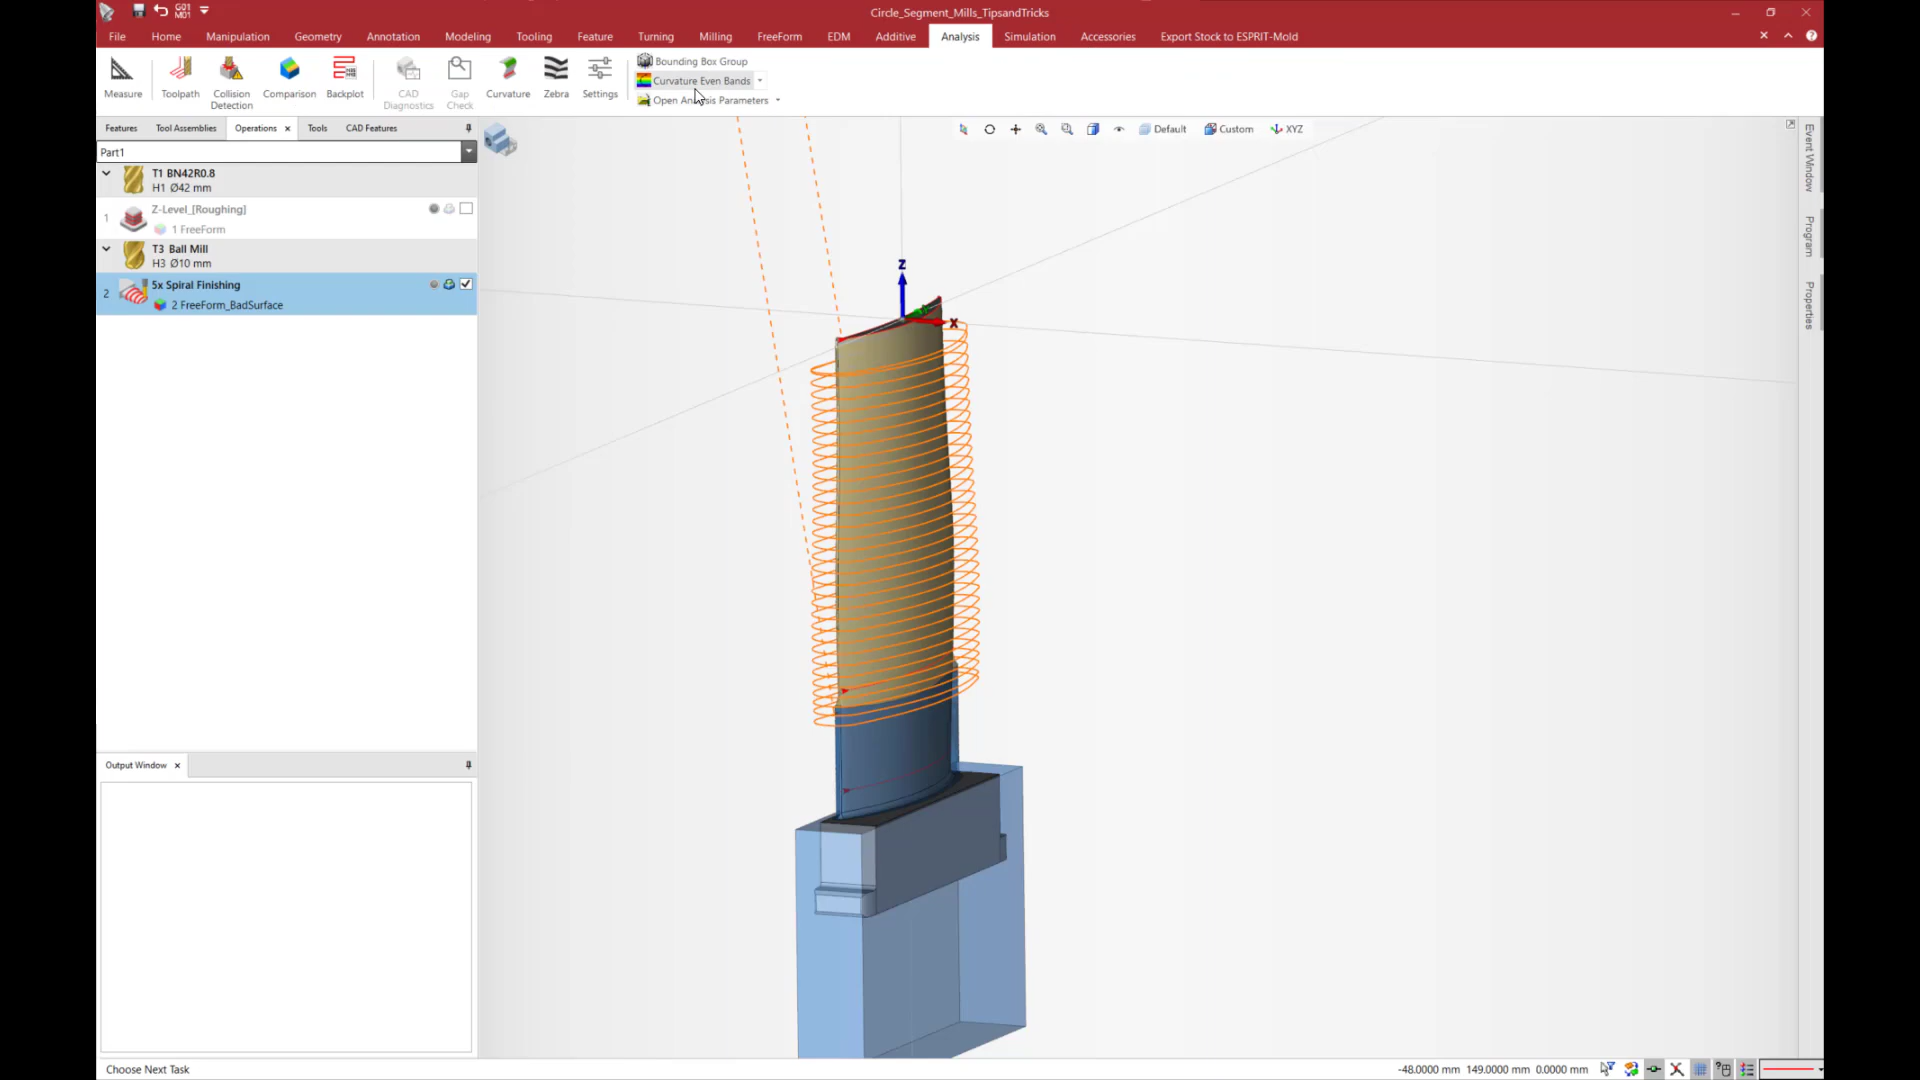 G01
M01
Circle_Segment_Mills_TipsandTricks
File Home Manipulation Geometry Annotation Modeling Tooling Feature Turning Milling FreeForm EDM Additive Analysis Simulation Accessories Export Stock to ESPRIT-Mold
Measure
Toolpath
Collision
Detection
Comparison
Backplot
CAD
Diagnostics
Gap
Check
Curvature
Zebra
Settings
Bounding Box Group
Curvature Even Bands
Open Analysis Parameters
Features Tool Assemblies Operations Tools CAD Features
Part1
T1 BN42R0.8
H1 Ø42 mm
1 Z-Level_[Roughing]
1 FreeForm
T3 Ball Mill
H3 Ø10 mm
2 5x Spiral Finishing
2 FreeForm_BadSurface
Default Custom XYZ
Z
X
Event Window
Program
Properties
Output Window
Choose Next Task
-48.0000 mm 149.0000 mm 0.0000 mm